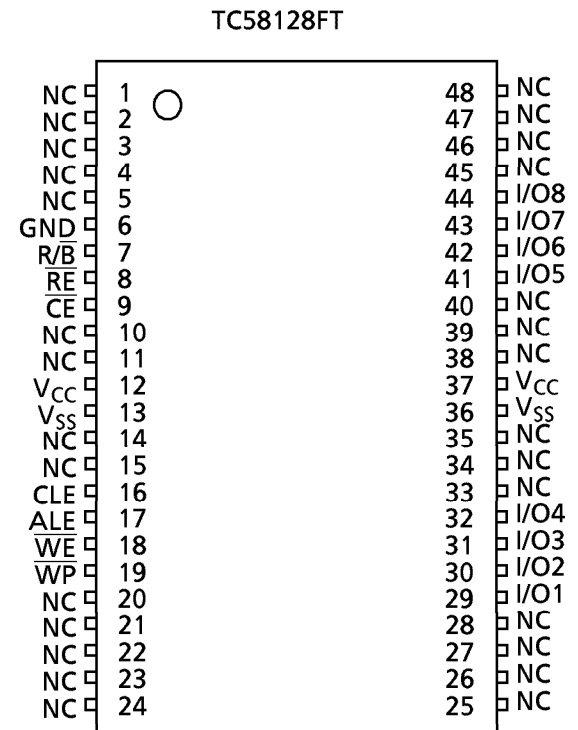 TC58128FT
NC 1 48 NC
NC 2 47 NC
NC 3 46 NC
NC 4 45 NC
NC 5 44 I/O8
GND 6 43 I/O7
R/B̅ 7 42 I/O6
R̅E̅ 8 41 I/O5
C̅E̅ 9 40 NC
NC 10 39 NC
NC 11 38 NC
VCC 12 37 VCC
VSS 13 36 VSS
NC 14 35 NC
NC 15 34 NC
CLE 16 33 NC
ALE 17 32 I/O4
W̅E̅ 18 31 I/O3
W̅P̅ 19 30 I/O2
NC 20 29 I/O1
NC 21 28 NC
NC 22 27 NC
NC 23 26 NC
NC 24 25 NC